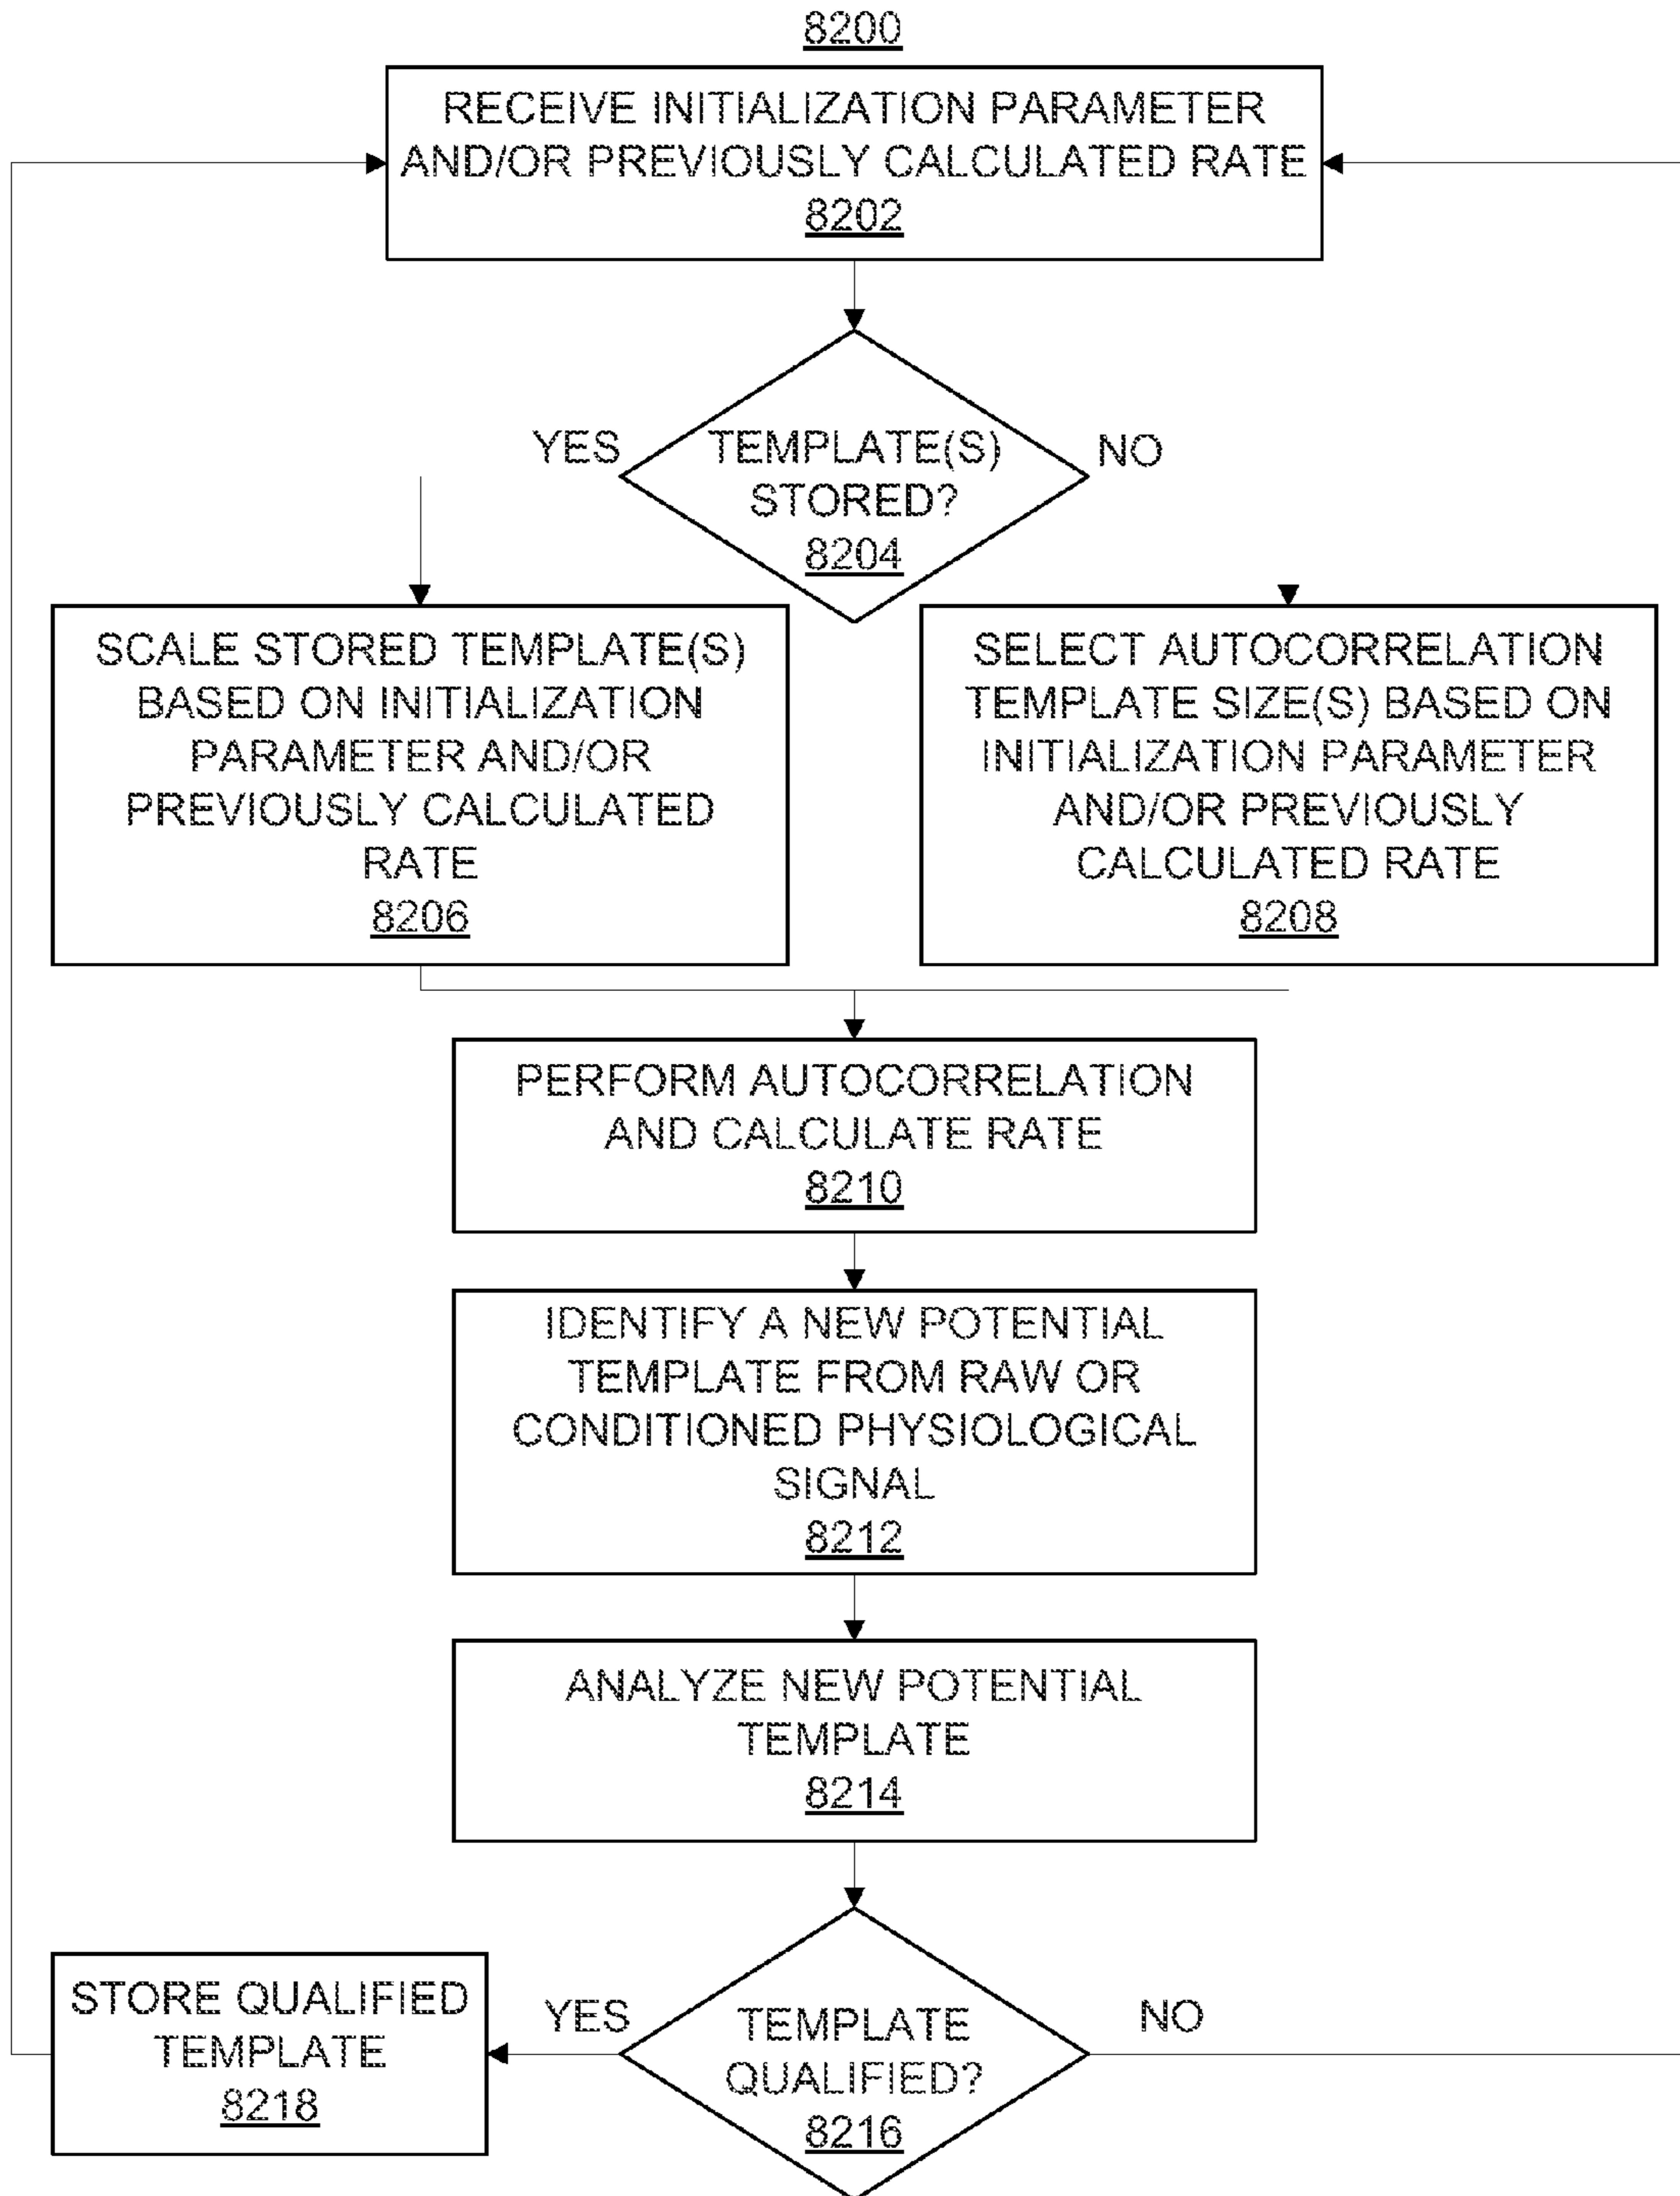 8200
RECEIVE INITIALIZATION PARAMETER
AND/OR PREVIOUSLY CALCULATED RATE
8202
YES
TEMPLATE(S)
STORED?
8204
NO
SCALE STORED TEMPLATE(S)
BASED ON INITIALIZATION
PARAMETER AND/OR
PREVIOUSLY CALCULATED
RATE
8206
SELECT AUTOCORRELATION
TEMPLATE SIZE(S) BASED ON
INITIALIZATION PARAMETER
AND/OR PREVIOUSLY
CALCULATED RATE
8208
PERFORM AUTOCORRELATION
AND CALCULATE RATE
8210
IDENTIFY A NEW POTENTIAL
TEMPLATE FROM RAW OR
CONDITIONED PHYSIOLOGICAL
SIGNAL
8212
ANALYZE NEW POTENTIAL
TEMPLATE
8214
STORE QUALIFIED
TEMPLATE
8218
YES
TEMPLATE
QUALIFIED?
8216
NO